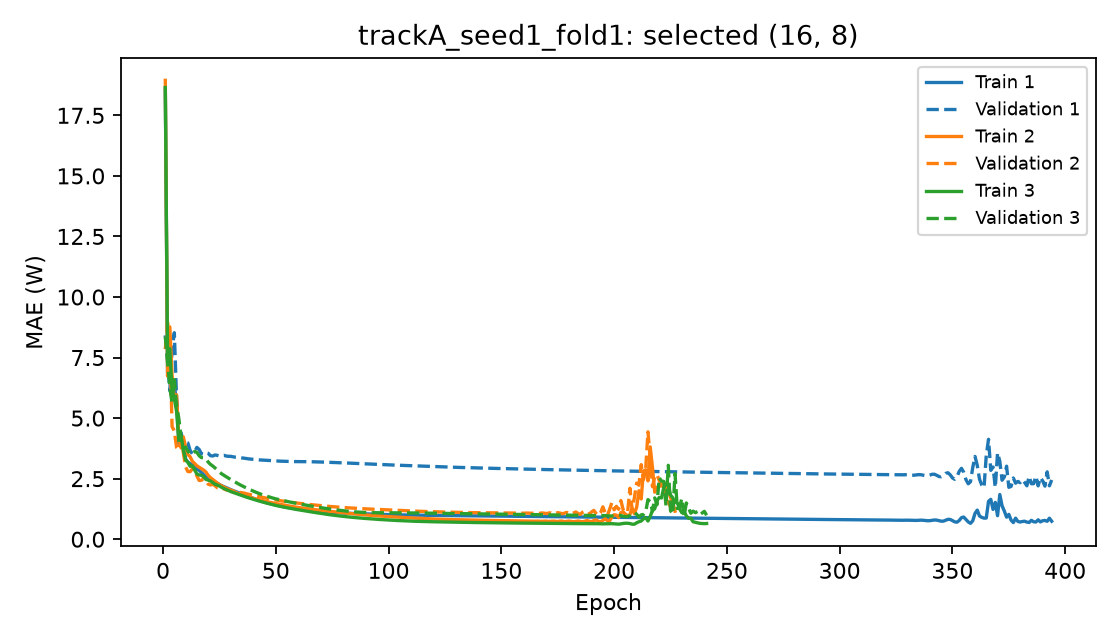 trackA_seed1_fold1: selected (16, 8)
Train 1
Validation 1
Train 2
Validation 2
Train 3
Validation 3
MAE (W)
17.5
15.0
12.5
10.0
7.5
5.0
2.5
0.0
0 50 100 150 200 250 300 350 400
Epoch